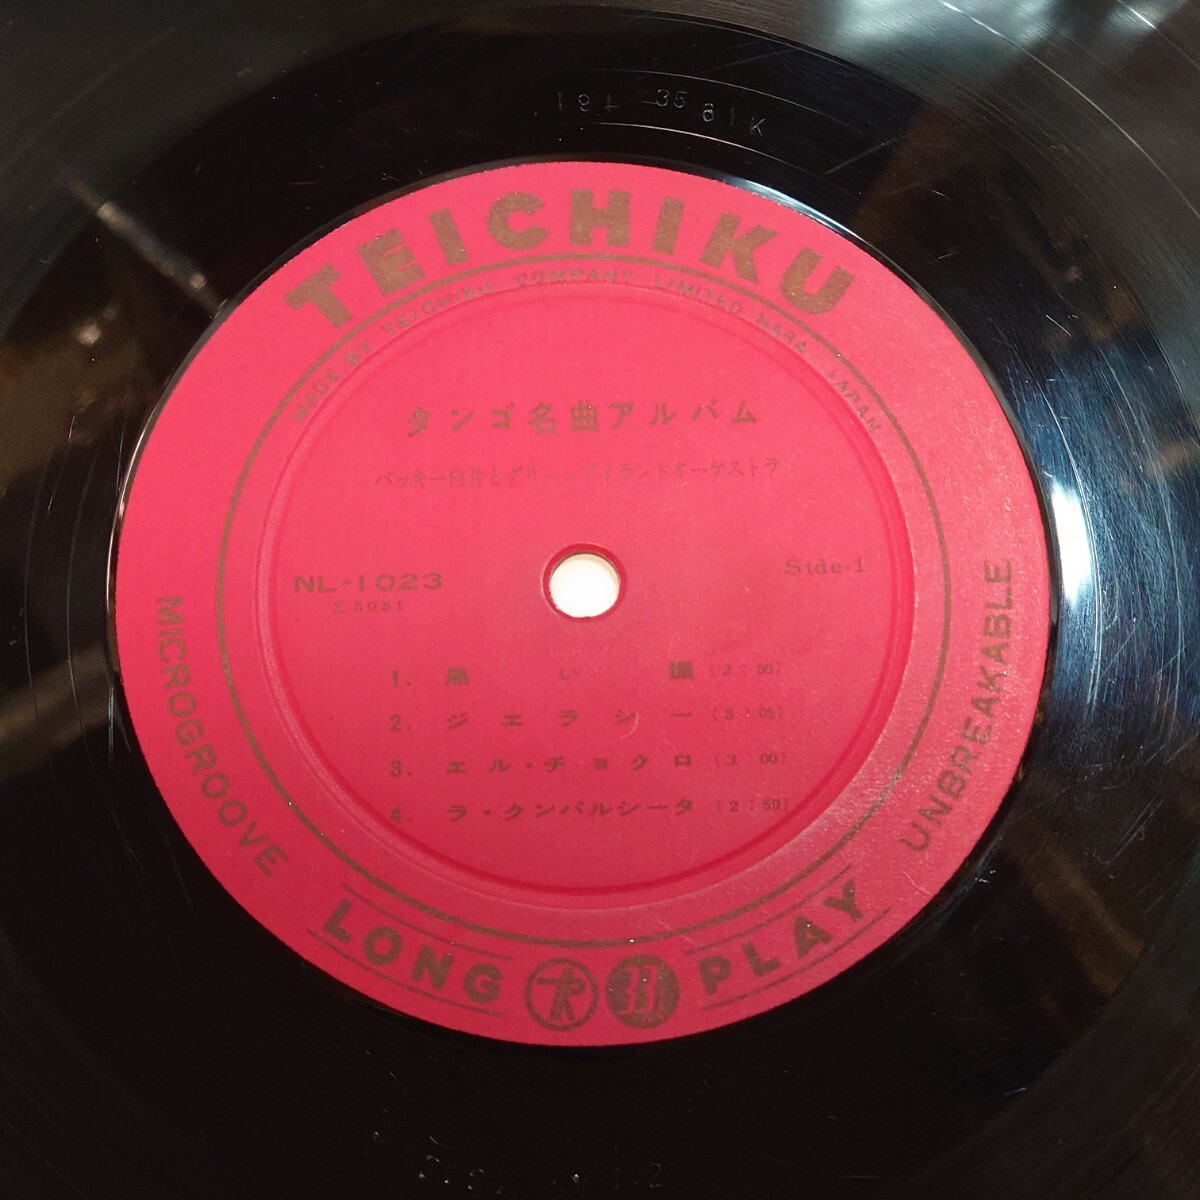 TEICHIKU
MADE BY TEICHIKU COMPANY LIMITED NARA JAPAN
タンゴ名曲アルバム
バッキー白片とグリーン・アイランドオーケストラ
NL-1023
Side-1
1. 黒い瞳 (2:50)
2. ジエラシー (3:05)
3. エル・チョクロ (3:00)
4. ラ・クンパルシータ (2:50)
MICROGROOVE
UNBREAKABLE
LONG PLAY
33